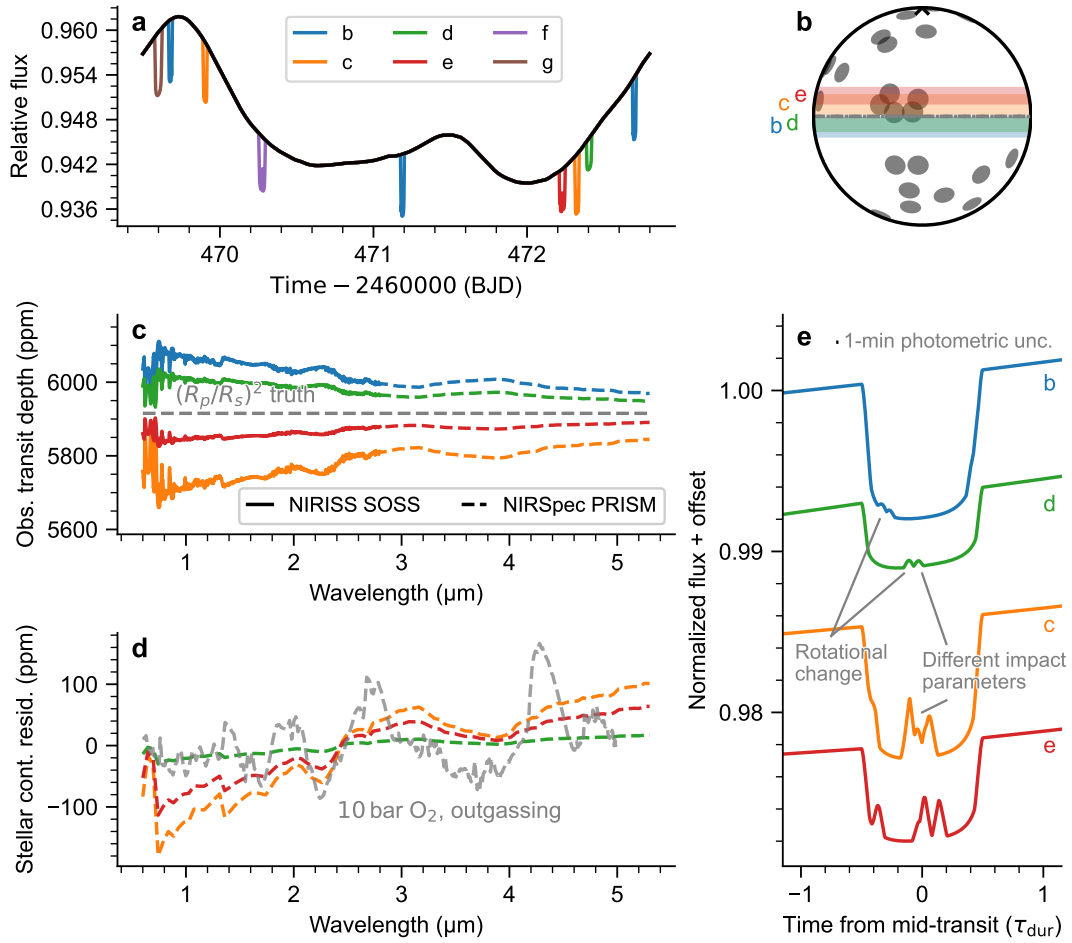 a
0.960
0.954
0.948
0.942
0.936
Relative flux
b d f
c e g
470 471 472
Time − 2460000 (BJD)
b
e
c
b d
c
6000
5800
5600
Obs. transit depth (ppm)
(Rp/Rs)² truth
NIRISS SOSS NIRSpec PRISM
1 2 3 4 5
Wavelength (µm)
d
100
0
−100
Stellar cont. resid. (ppm)
10 bar O₂, outgassing
1 2 3 4 5
Wavelength (µm)
e
1-min photometric unc.
1.00
0.99
0.98
Normalized flux + offset
b
d
c
e
Rotational
change
Different impact
parameters
−1 0 1
Time from mid-transit (τdur)